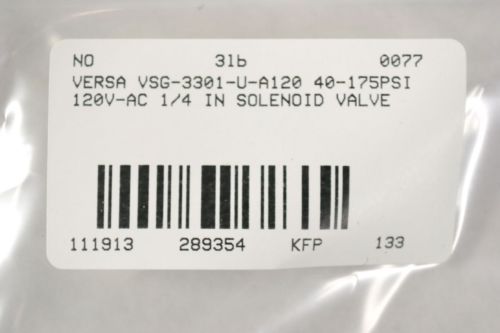 NO 3lb 0077
VERSA VSG-3301-U-A120 40-175PSI
120V-AC 1/4 IN SOLENOID VALVE
111913 289354 KFP 133